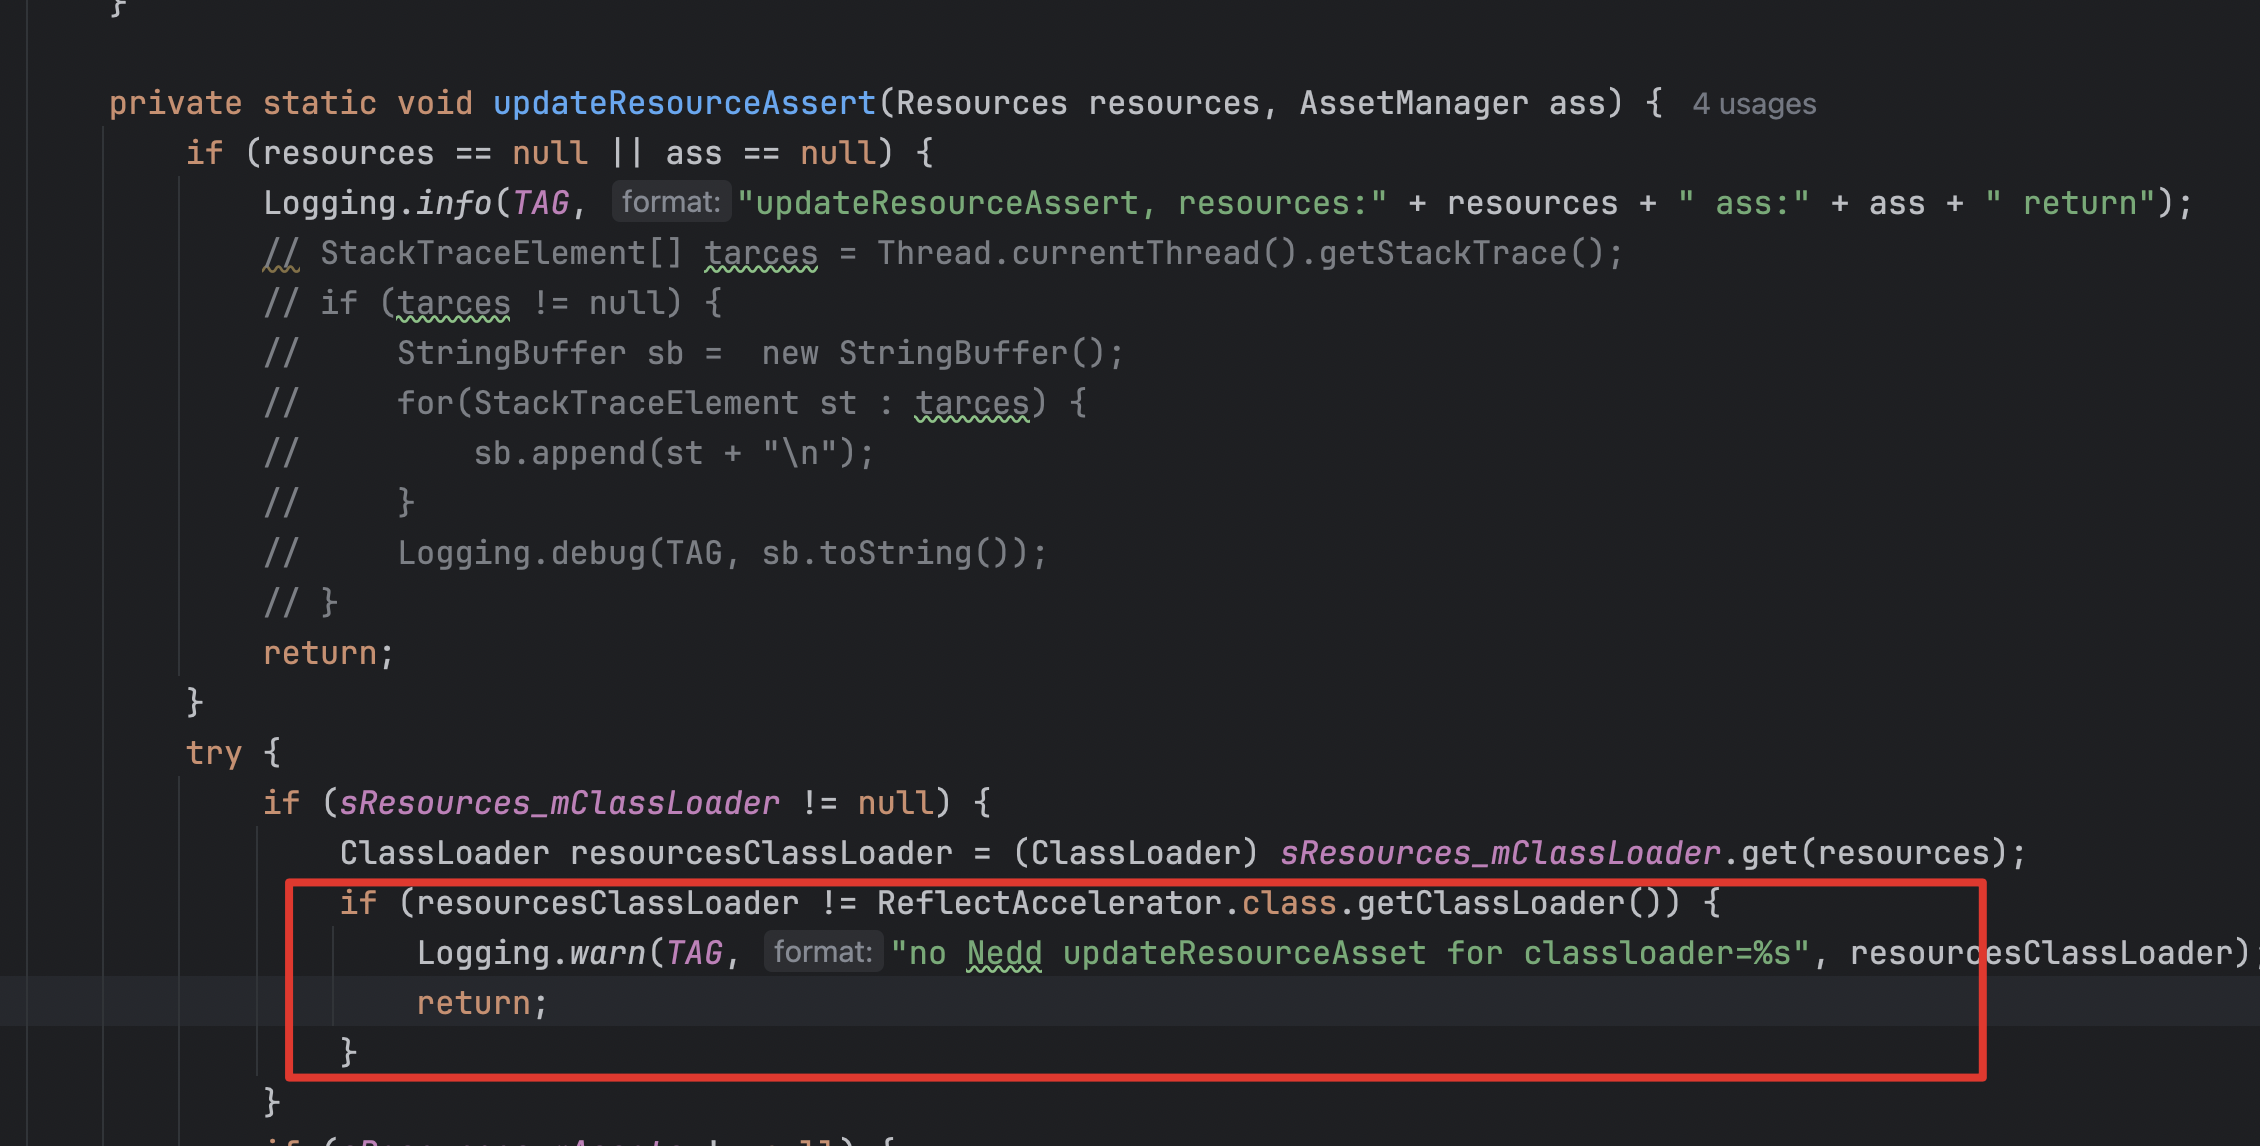 }
private static void updateResourceAssert(Resources resources, AssetManager ass) { 4 usages
if (resources == null || ass == null) {
Logging.info(TAG, format: "updateResourceAssert, resources:" + resources + " ass:" + ass + " return");
// StackTraceElement[] tarces = Thread.currentThread().getStackTrace();
// if (tarces != null) {
//     StringBuffer sb =  new StringBuffer();
//     for(StackTraceElement st : tarces) {
//         sb.append(st + "\n");
//     }
//     Logging.debug(TAG, sb.toString());
// }
return;
}
try {
if (sResources_mClassLoader != null) {
ClassLoader resourcesClassLoader = (ClassLoader) sResources_mClassLoader.get(resources);
if (resourcesClassLoader != ReflectAccelerator.class.getClassLoader()) {
Logging.warn(TAG, format: "no Nedd updateResourceAsset for classloader=%s", resourcesClassLoader);
return;
}
}